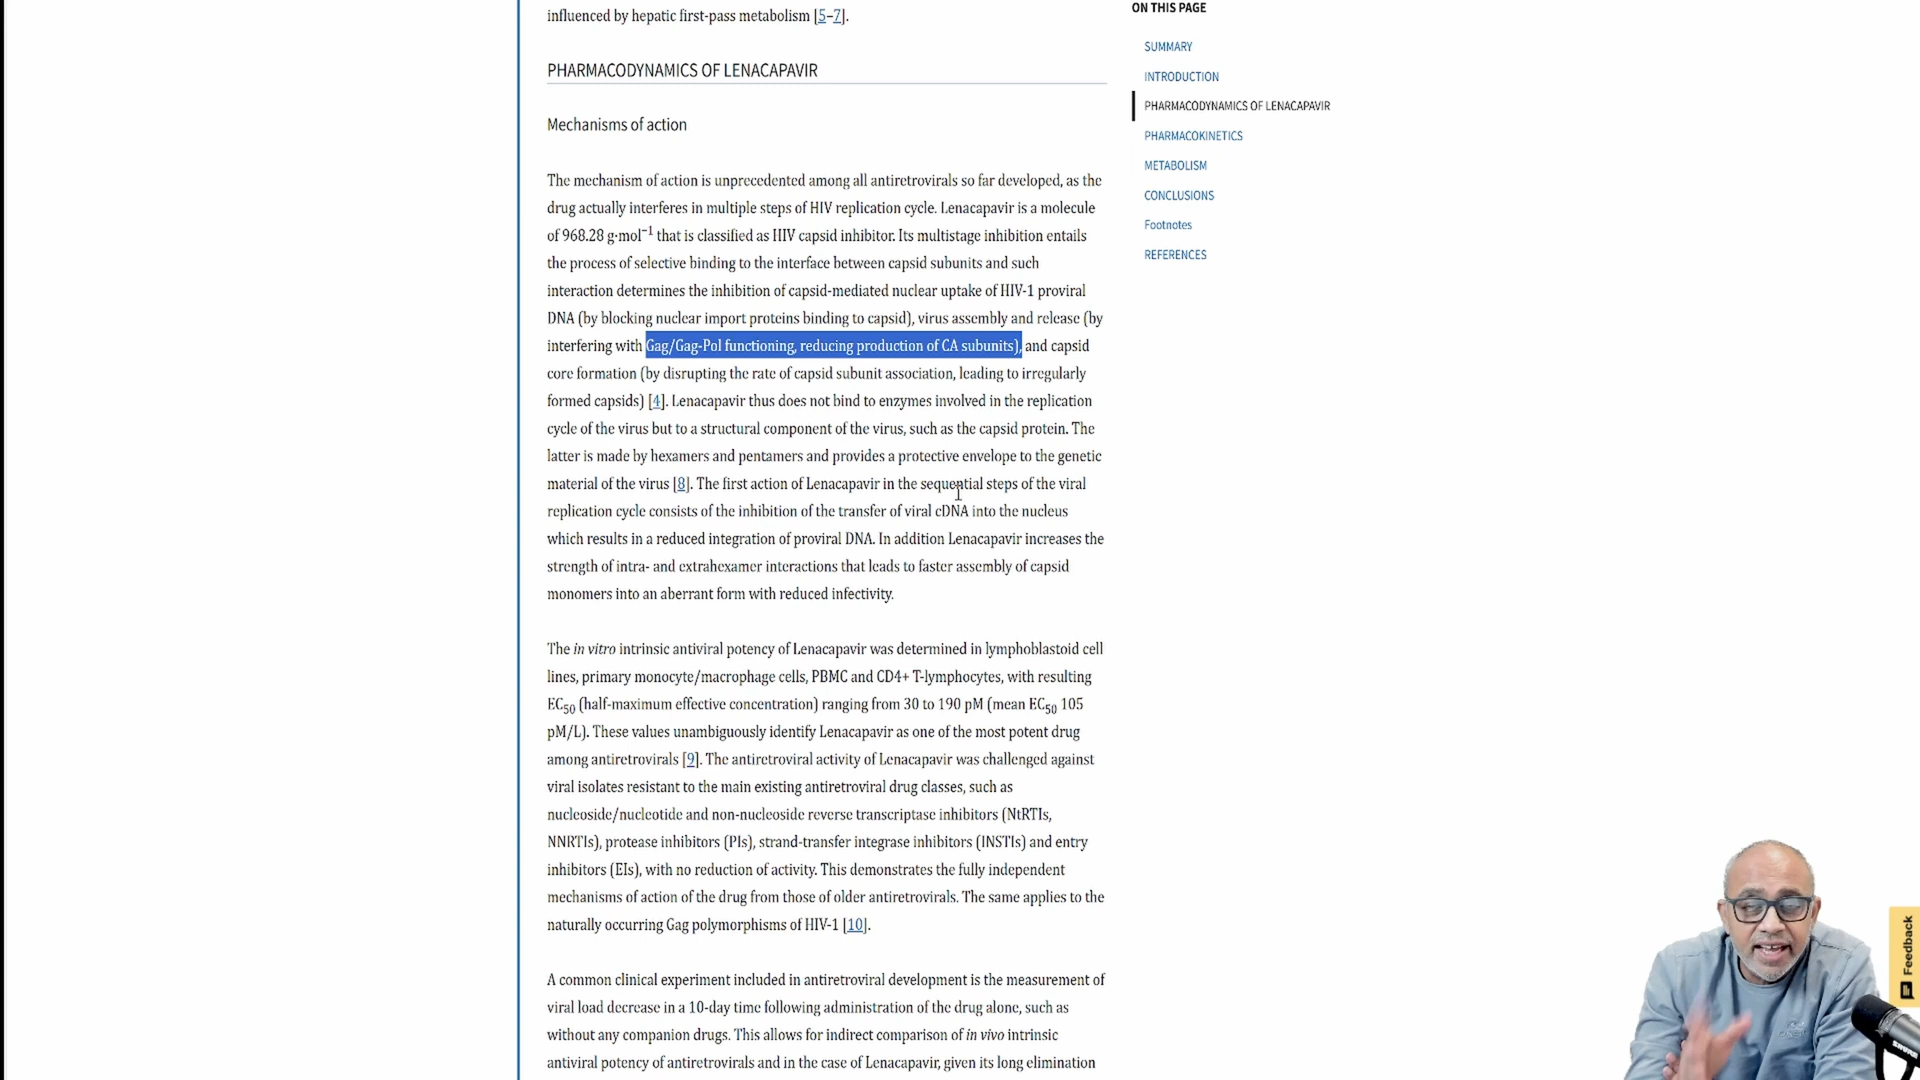 influenced by hepatic first-pass metabolism [5–7].
PHARMACODYNAMICS OF LENACAPAVIR
Mechanisms of action
The mechanism of action is unprecedented among all antiretrovirals so far developed, as the
drug actually interferes in multiple steps of HIV replication cycle. Lenacapavir is a molecule
of 968.28 g·mol⁻¹ that is classified as HIV capsid inhibitor. Its multistage inhibition entails
the process of selective binding to the interface between capsid subunits and such
interaction determines the inhibition of capsid-mediated nuclear uptake of HIV-1 proviral
DNA (by blocking nuclear import proteins binding to capsid), virus assembly and release (by
interfering with Gag/Gag-Pol functioning, reducing production of CA subunits), and capsid
core formation (by disrupting the rate of capsid subunit association, leading to irregularly
formed capsids) [4]. Lenacapavir thus does not bind to enzymes involved in the replication
cycle of the virus but to a structural component of the virus, such as the capsid protein. The
latter is made by hexamers and pentamers and provides a protective envelope to the genetic
material of the virus [8]. The first action of Lenacapavir in the sequential steps of the viral
replication cycle consists of the inhibition of the transfer of viral cDNA into the nucleus
which results in a reduced integration of proviral DNA. In addition Lenacapavir increases the
strength of intra- and extrahexamer interactions that leads to faster assembly of capsid
monomers into an aberrant form with reduced infectivity.
The in vitro intrinsic antiviral potency of Lenacapavir was determined in lymphoblastoid cell
lines, primary monocyte/macrophage cells, PBMC and CD4+ T-lymphocytes, with resulting
EC₅₀ (half-maximum effective concentration) ranging from 30 to 190 pM (mean EC₅₀ 105
pM/L). These values unambiguously identify Lenacapavir as one of the most potent drug
among antiretrovirals [9]. The antiretroviral activity of Lenacapavir was challenged against
viral isolates resistant to the main existing antiretroviral drug classes, such as
nucleoside/nucleotide and non-nucleoside reverse transcriptase inhibitors (NtRTIs,
NNRTIs), protease inhibitors (PIs), strand-transfer integrase inhibitors (INSTIs) and entry
inhibitors (EIs), with no reduction of activity. This demonstrates the fully independent
mechanisms of action of the drug from those of older antiretrovirals. The same applies to the
naturally occurring Gag polymorphisms of HIV-1 [10].
A common clinical experiment included in antiretroviral development is the measurement of
viral load decrease in a 10-day time following administration of the drug alone, such as
without any companion drugs. This allows for indirect comparison of in vivo intrinsic
antiviral potency of antiretrovirals and in the case of Lenacapavir, given its long elimination
ON THIS PAGE
SUMMARY
INTRODUCTION
PHARMACODYNAMICS OF LENACAPAVIR
PHARMACOKINETICS
METABOLISM
CONCLUSIONS
Footnotes
REFERENCES
Feedback